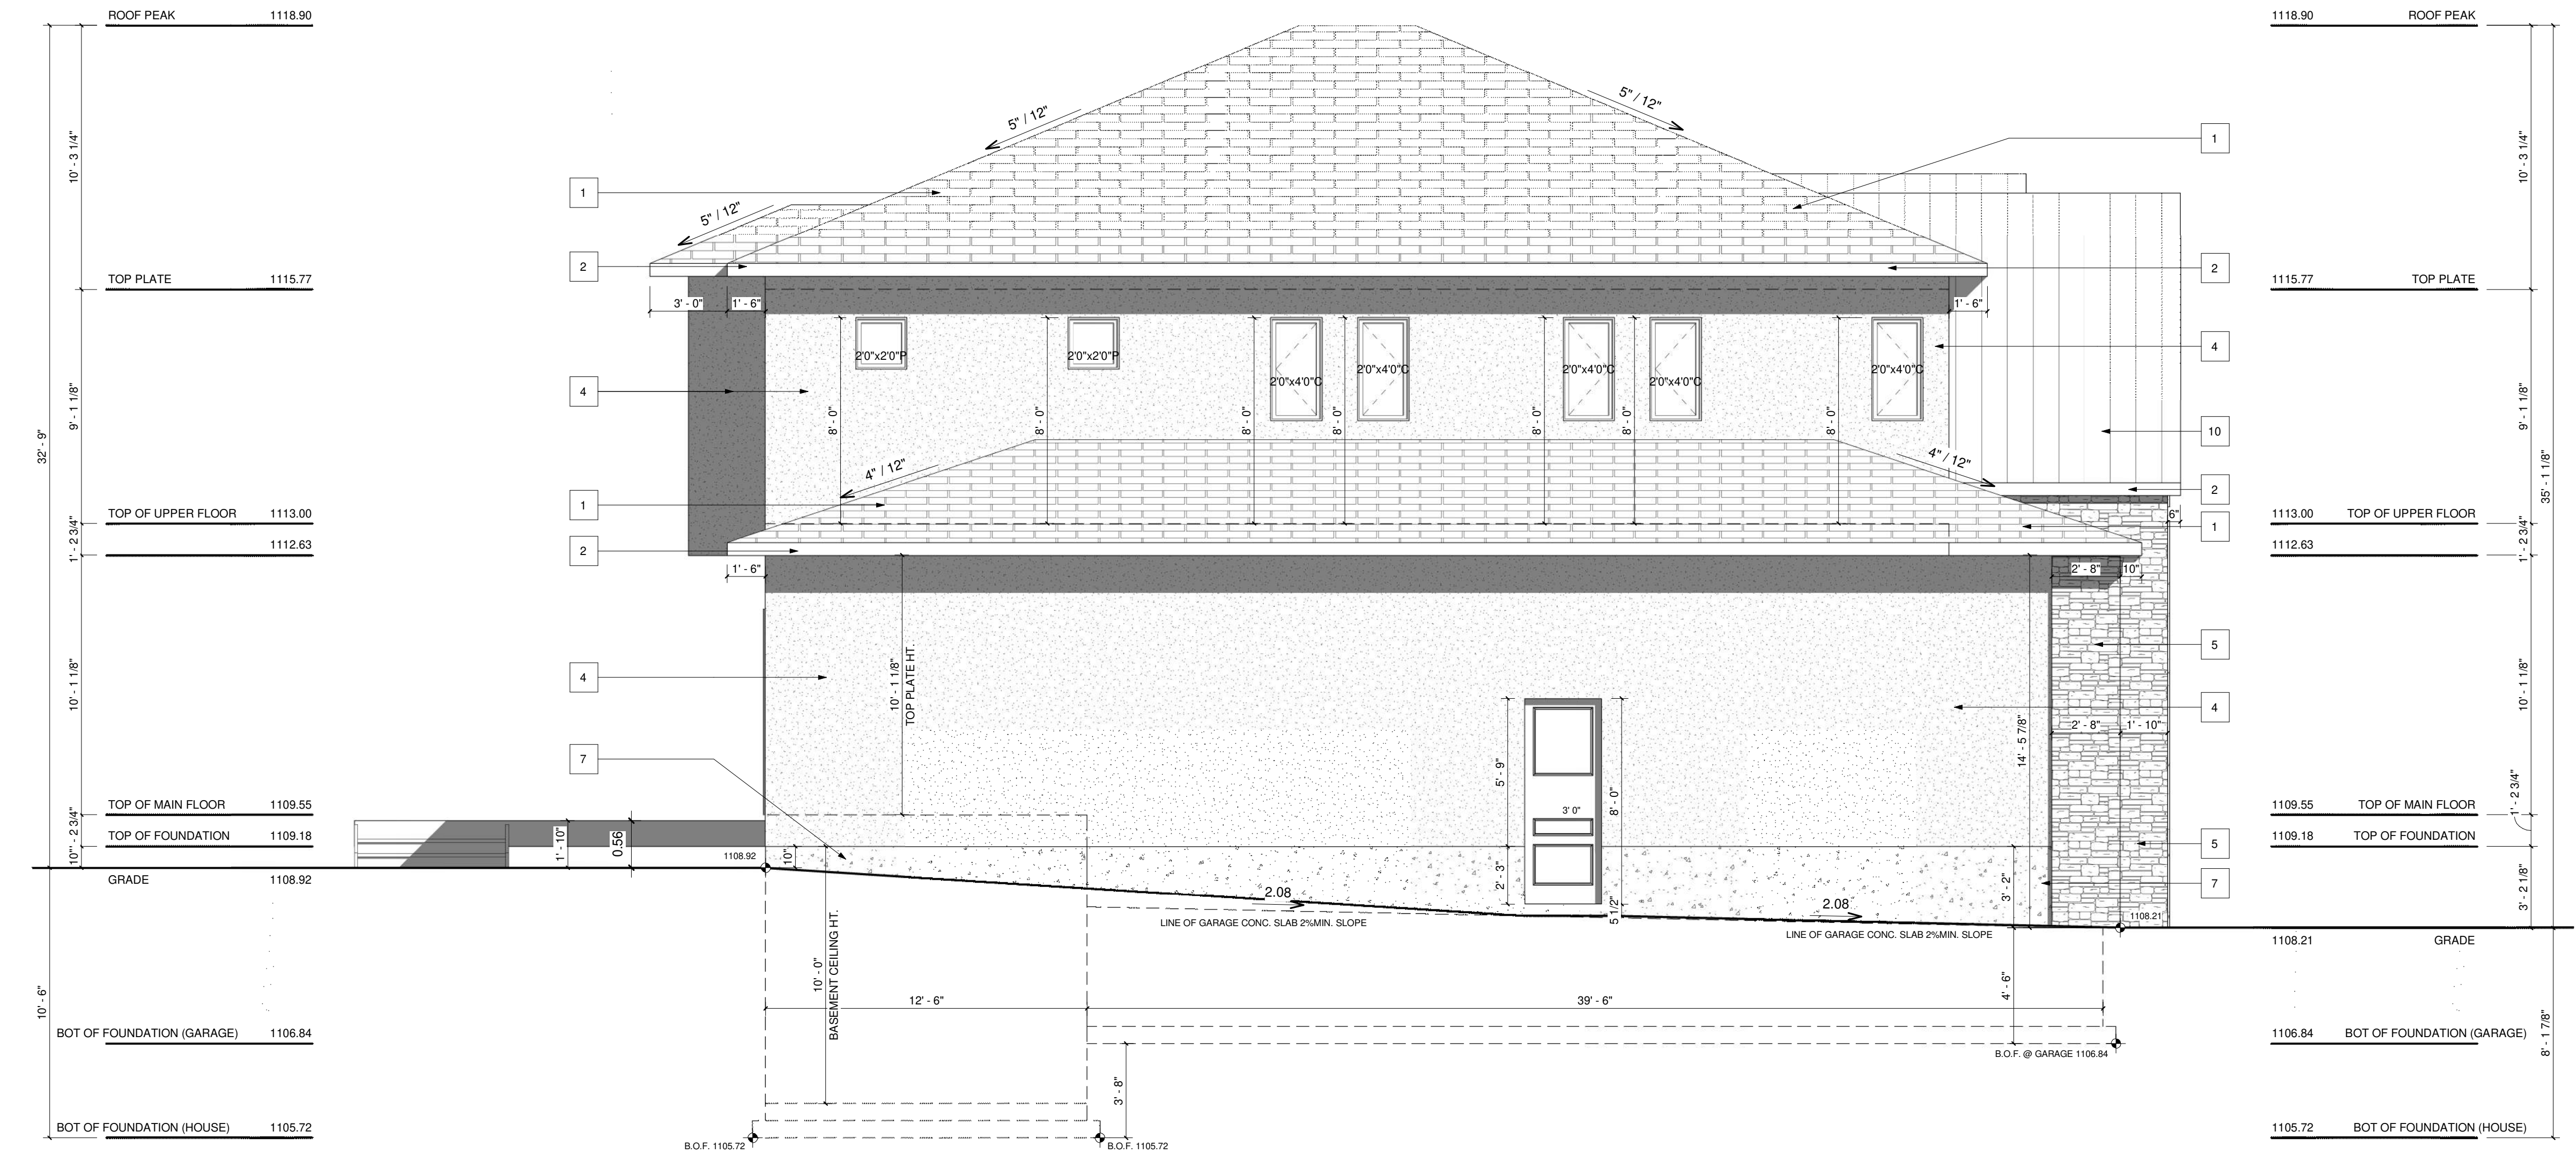 ROOF PEAK 1118.90
1118.90 ROOF PEAK
5" / 12"
5" / 12"
10' - 3 1/4"
10' - 3 1/4"
1
1
5" / 12"
2
2
TOP PLATE 1115.77
1115.77 TOP PLATE
3' - 0"
1' - 6"
1' - 6"
2'0"x2'0"P
2'0"x2'0"P
2'0"x4'0"C
2'0"x4'0"C
2'0"x4'0"C
2'0"x4'0"C
2'0"x4'0"C
4
4
9' - 1 1/8"
9' - 1 1/8"
8' - 0"
8' - 0"
8' - 0"
8' - 0"
8' - 0"
8' - 0"
8' - 0"
10
32' - 9"
35' - 1 1/8"
4" / 12"
4" / 12"
2
1
1
TOP OF UPPER FLOOR 1113.00
1113.00 TOP OF UPPER FLOOR
6"
1' - 2 3/4"
1' - 2 3/4"
1112.63
1112.63
2
1' - 6"
2' - 8"
10"
10' - 1 1/8"
TOP PLATE HT.
10' - 1 1/8"
10' - 1 1/8"
4
5
4
2' - 8"
1' - 10"
14' - 5 7/8"
7
5' - 9"
8' - 0"
3' 0"
TOP OF MAIN FLOOR 1109.55
1109.55 TOP OF MAIN FLOOR
1' - 2 3/4"
1' - 2 3/4"
TOP OF FOUNDATION 1109.18
1109.18 TOP OF FOUNDATION
10"
1' - 10"
0.56
1108.92
10"
5
7
2' - 3"
5 1/2"
3' - 2"
3' - 2 1/8"
GRADE 1108.92
2.08
2.08
1108.21
LINE OF GARAGE CONC. SLAB 2%MIN. SLOPE
LINE OF GARAGE CONC. SLAB 2%MIN. SLOPE
1108.21 GRADE
10' - 0"
BASEMENT CEILING HT.
12' - 6"
39' - 6"
4' - 6"
10' - 6"
8' - 1 7/8"
BOT OF FOUNDATION (GARAGE) 1106.84
1106.84 BOT OF FOUNDATION (GARAGE)
B.O.F. @ GARAGE 1106.84
3' - 8"
BOT OF FOUNDATION (HOUSE) 1105.72
1105.72 BOT OF FOUNDATION (HOUSE)
B.O.F. 1105.72
B.O.F. 1105.72